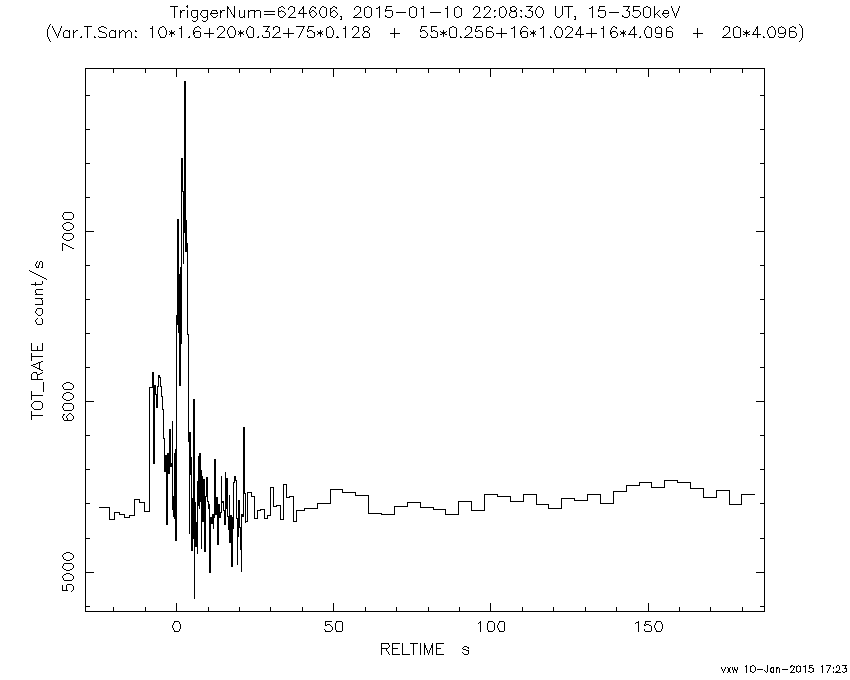 TriggerNum=624606, 2015-01-10 22:08:30 UT, 15-350keV
(Var.T.Sam: 10*1.6+20*0.32+75*0.128 + 55*0.256+16*1.024+16*4.096 + 20*4.096)
7000
6000
5000
TOT_RATE count/s
0 50 100 150
RELTIME s
vxw 10-Jan-2015 17:23